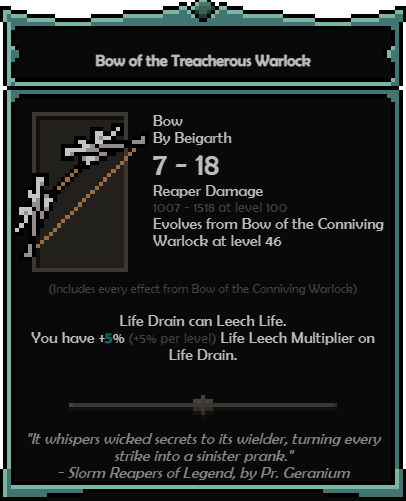 Bow of the Treacherous Warlock
Bow
By Beigarth
7 - 18
Reaper Damage
1007 - 1518 at level 100
Evolves from Bow of the Conniving
Warlock at level 46
(Includes every effect from Bow of the Conniving Warlock)
Life Drain can Leech Life.
You have +5% (+5% per level) Life Leech Multiplier on
Life Drain.
"It whispers wicked secrets to its wielder, turning every
strike into a sinister prank."
- Slorm Reapers of Legend, by Pr. Geranium